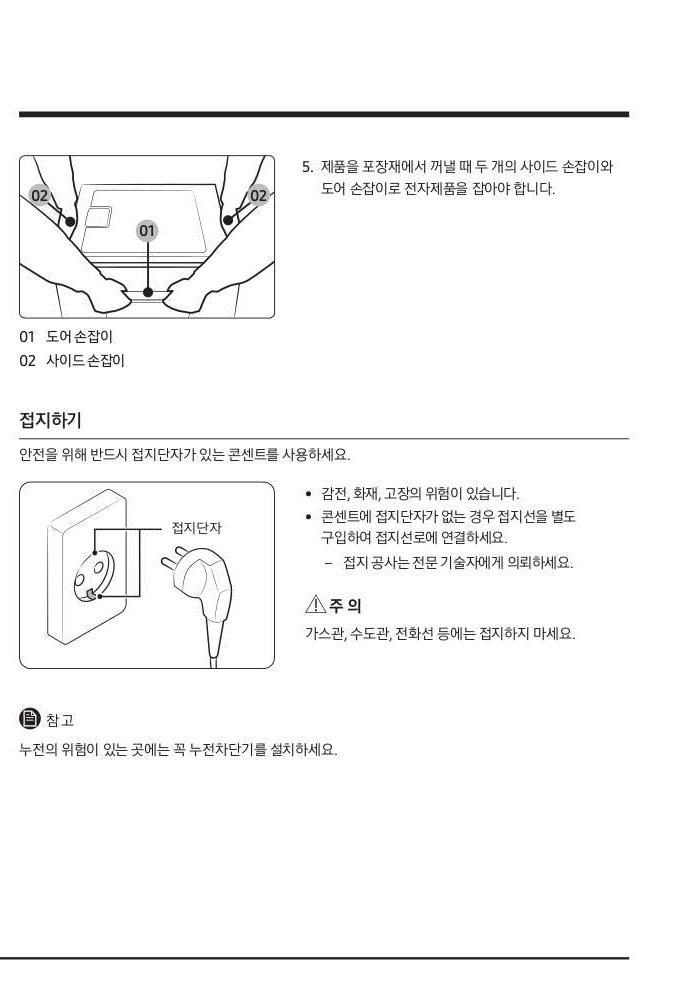 02
02
01
01 도어 손잡이
02 사이드 손잡이
5. 제품을 포장재에서 꺼낼 때 두 개의 사이드 손잡이와
도어 손잡이로 전자제품을 잡아야 합니다.
접지하기
안전을 위해 반드시 접지단자가 있는 콘센트를 사용하세요.
접지단자
• 감전, 화재, 고장의 위험이 있습니다.
• 콘센트에 접지단자가 없는 경우 접지선을 별도
구입하여 접지선로에 연결하세요.
– 접지 공사는 전문 기술자에게 의뢰하세요.
주 의
가스관, 수도관, 전화선 등에는 접지하지 마세요.
참고
누전의 위험이 있는 곳에는 꼭 누전차단기를 설치하세요.